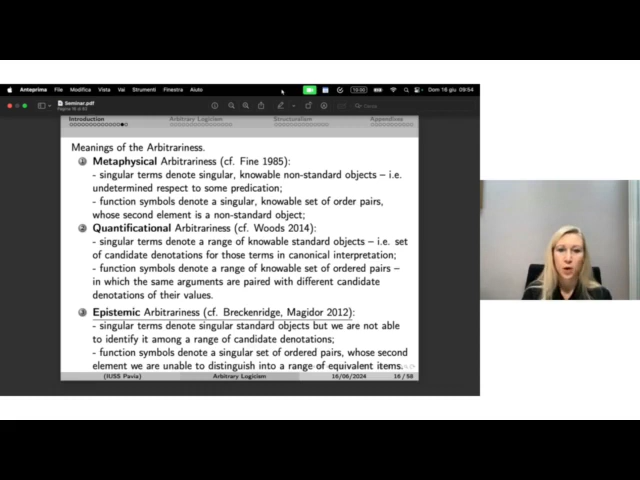 Anteprima File Modifica Vista Vai Strumenti Finestra Aiuto Dom 16 giu 09:54
Seminar.pdf
Introduction Arbitrary Logicism Structuralism Appendixes
Meanings of the Arbitrariness.
1 Metaphysical Arbitrariness (cf. Fine 1985):
- singular terms denote singular, knowable non-standard objects – i.e.
undetermined respect to some predication;
- function symbols denote a singular, knowable set of order pairs,
whose second element is a non-standard object;
2 Quantificational Arbitrariness (cf. Woods 2014):
- singular terms denote a range of knowable standard objects – i.e. set
of candidate denotations for those terms in canonical interpretation;
- function symbols denote a range of knowable set of ordered pairs –
in which the same arguments are paired with different candidate
denotations of their values.
3 Epistemic Arbitrariness (cf. Breckenridge, Magidor 2012):
- singular terms denote singular standard objects but we are not able
to identify it among a range of candidate denotations;
- function symbols denote a singular set of ordered pairs, whose second
element we are unable to distinguish into a range of equivalent items.
(IUSS Pavia) Arbitrary Logicism 16/06/2024 16 / 58